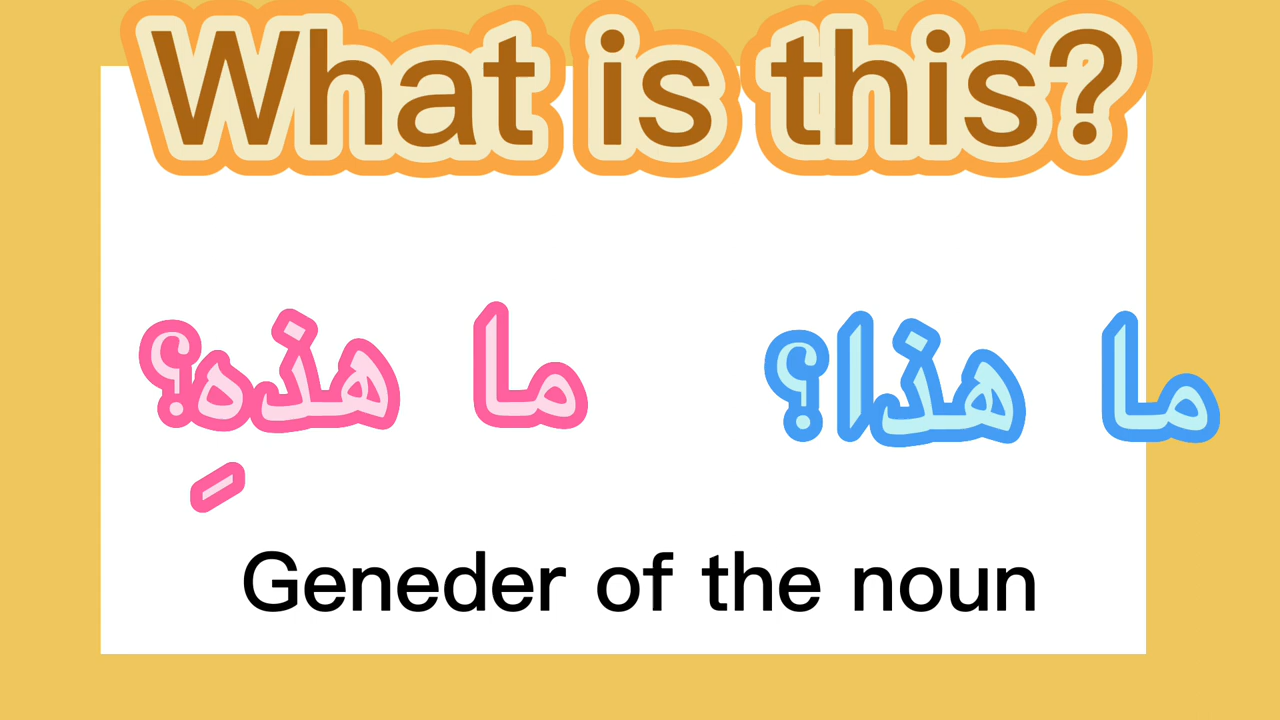 What is this?
ما هذا؟ ما هذهِ؟
Geneder of the noun